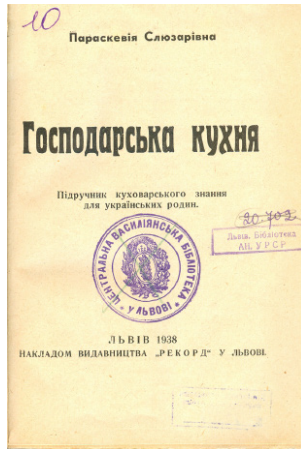 10
Параскевія Слюзарівна
Господарська кухня
Підручник куховарського знання
для українських родин.
20.702
Львів. Бібліотека
АН. УРСР
ЦЕНТРАЛЬНА ВАСИЛІЯНСЬКА БІБЛІОТЕКА
* У ЛЬВОВІ *
ЛЬВІВ 1938
НАКЛАДОМ ВИДАВНИЦТВА „РЕКОРД" У ЛЬВОВІ.